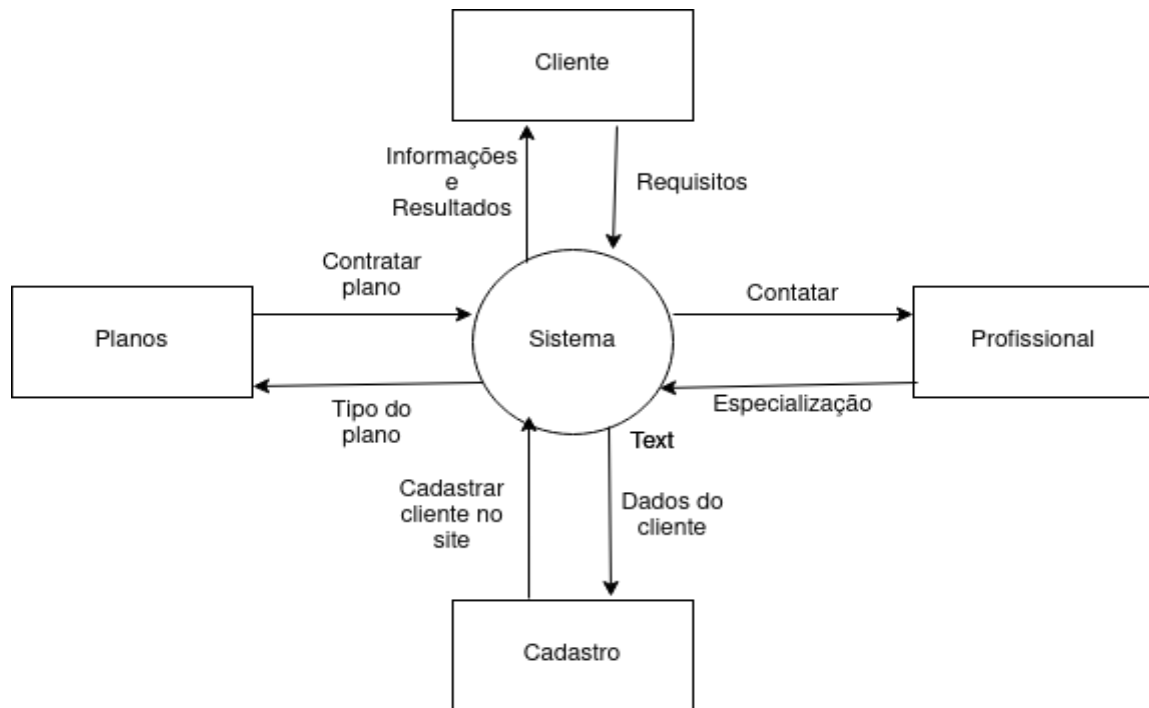 Cliente
Informações
e
Resultados
Requisitos
Contratar
plano
Contatar
Planos
Sistema
Profissional
Tipo do
plano
Especialização
Text
Cadastrar
cliente no
site
Dados do
cliente
Cadastro